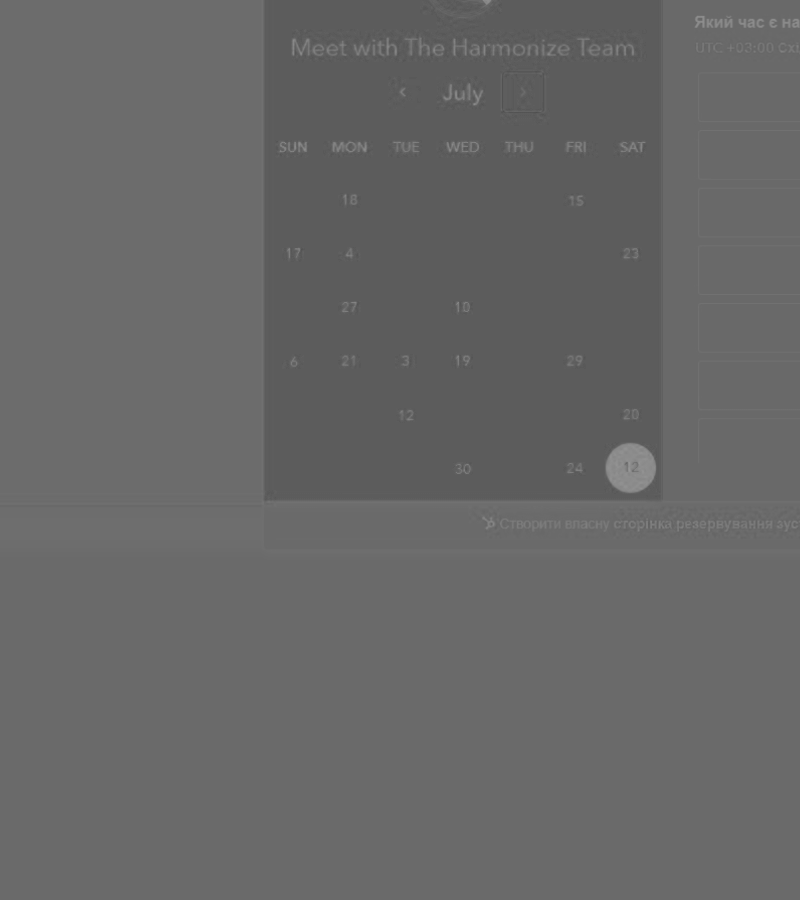 Який час є на
Meet with The Harmonize Team
UTC +03:00
‹ July ›
SUN MON TUE WED THU FRI SAT
18 15
17 4 23
27 10
6 21 3 19 29
12 20
30 24 12
Створити власну сторінка резервування зуст